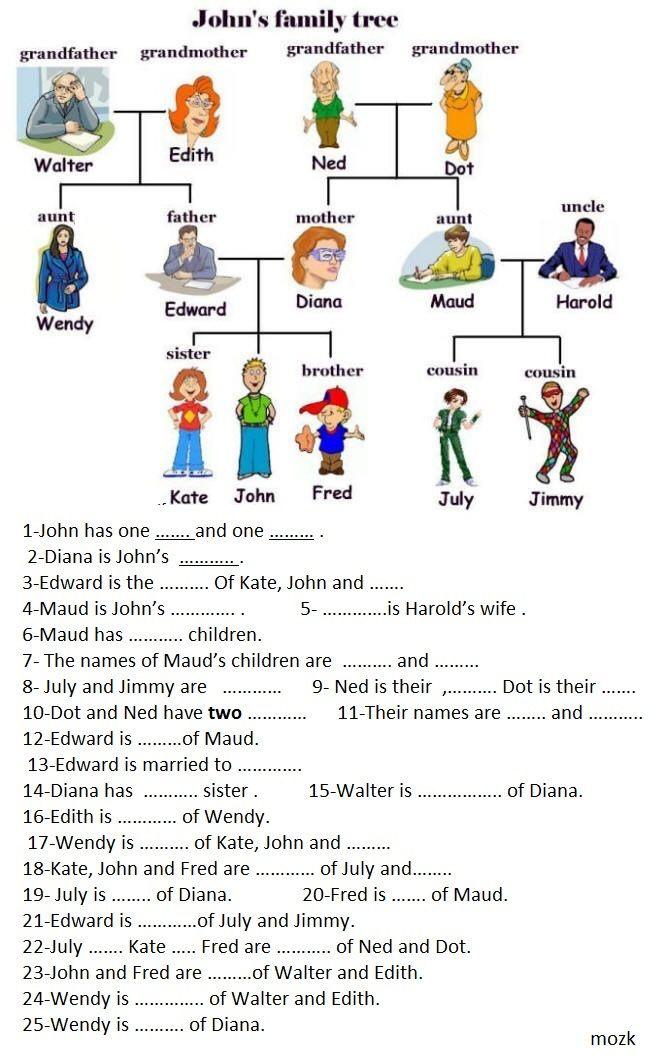 John's family tree
grandfather grandmother grandfather grandmother
Walter Edith Ned Dot
aunt father mother aunt uncle
Wendy Edward Diana Maud Harold
sister brother cousin cousin
Kate John Fred July Jimmy
1-John has one ....... and one ......... .
2-Diana is John’s ........... .
3-Edward is the .......... Of Kate, John and .......
4-Maud is John’s ............. . 5- .............is Harold’s wife .
6-Maud has ........... children.
7- The names of Maud’s children are .......... and .........
8- July and Jimmy are ............ 9- Ned is their ,.......... Dot is their .......
10-Dot and Ned have two ............ 11-Their names are ........ and ...........
12-Edward is .........of Maud.
13-Edward is married to .............
14-Diana has ........... sister . 15-Walter is ................. of Diana.
16-Edith is ............ of Wendy.
17-Wendy is .......... of Kate, John and .........
18-Kate, John and Fred are ............ of July and........
19- July is ........ of Diana. 20-Fred is ....... of Maud.
21-Edward is ............of July and Jimmy.
22-July ....... Kate ..... Fred are ........... of Ned and Dot.
23-John and Fred are .........of Walter and Edith.
24-Wendy is .............. of Walter and Edith.
25-Wendy is .......... of Diana.
mozk